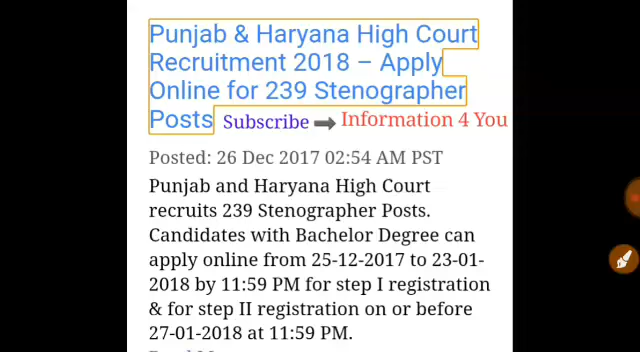 Punjab & Haryana High Court
Recruitment 2018 – Apply
Online for 239 Stenographer
Posts Subscribe Information 4 You
Posted: 26 Dec 2017 02:54 AM PST
Punjab and Haryana High Court
recruits 239 Stenographer Posts.
Candidates with Bachelor Degree can
apply online from 25-12-2017 to 23-01-
2018 by 11:59 PM for step I registration
& for step II registration on or before
27-01-2018 at 11:59 PM.